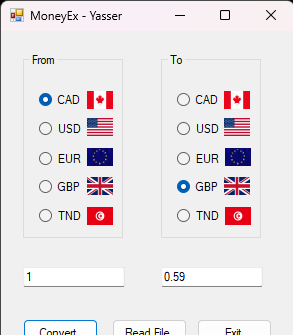 MoneyEx - Yasser
From
To
CAD
CAD
USD
USD
EUR
EUR
GBP
GBP
TND
TND
1
0.59
Convert
Read File
Exit